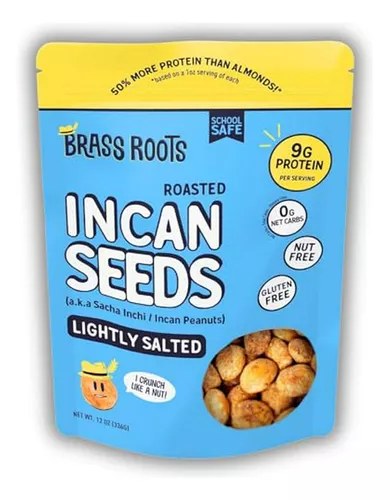 50% MORE PROTEIN THAN ALMONDS!*
*based on a 1oz serving of each
SCHOOL
SAFE
BRASS ROOTS
9G
PROTEIN
PER SERVING
ROASTED
INCAN
SEEDS
0G
NET CARBS
NUT
FREE
GLUTEN
FREE
(a.k.a Sacha Inchi / Incan Peanuts)
LIGHTLY SALTED
I CRUNCH
LIKE A NUT!
NET WT. 12 OZ (336G)